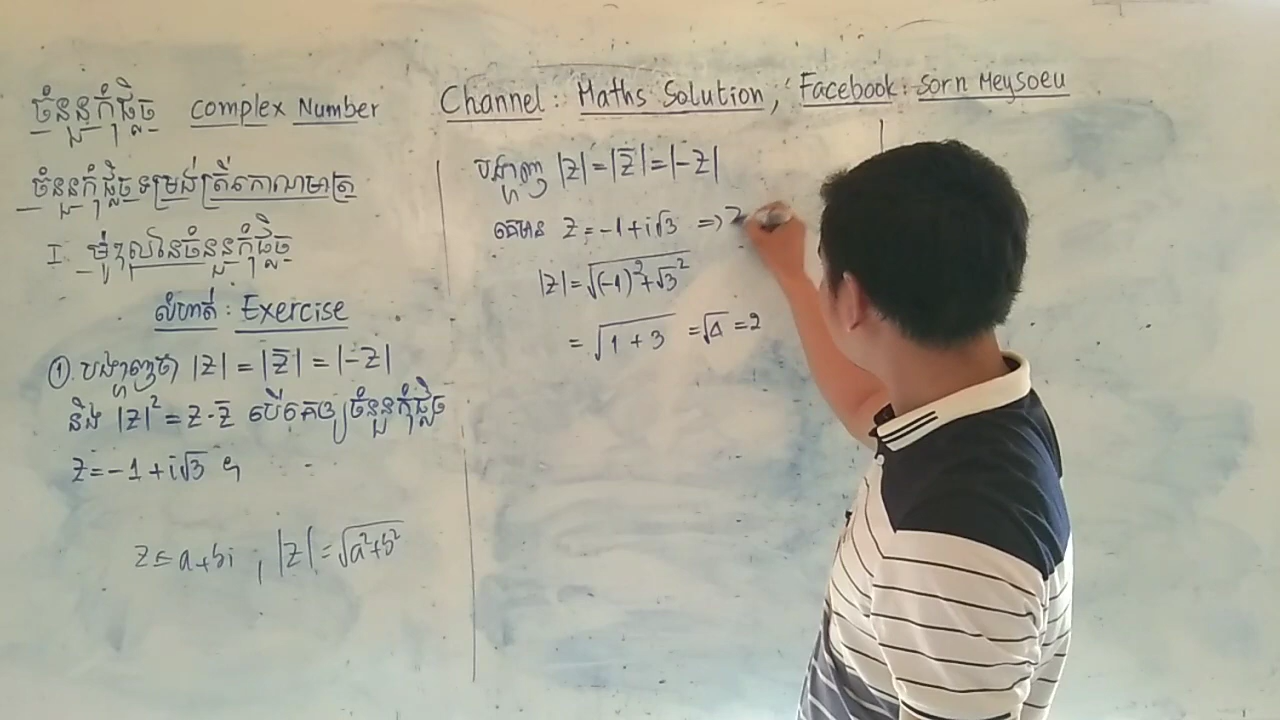 ចំនួនកុំផ្លិច Complex Number
Channel : Maths Solution, Facebook : Sorn Meysoeu
ចំនួនកុំផ្លិចទម្រង់ត្រីកោណមាត្រ
I. ម៉ូឌុលនៃចំនួនកុំផ្លិច
លំហាត់ : Exercise
①. បង្ហាញថា |z| = |z̄| = |-z|
និង |z|² = z · z̄ បើគេឲ្យចំនួនកុំផ្លិច
z = -1 + i√3 ។
z = a + bi , |z| = √(a² + b²)
បង្ហាញ |z| = |z̄| = |-z|
គេមាន z = -1 + i√3 ⇒ z
|z| = √((-1)² + √3²)
= √(1 + 3) = √4 = 2